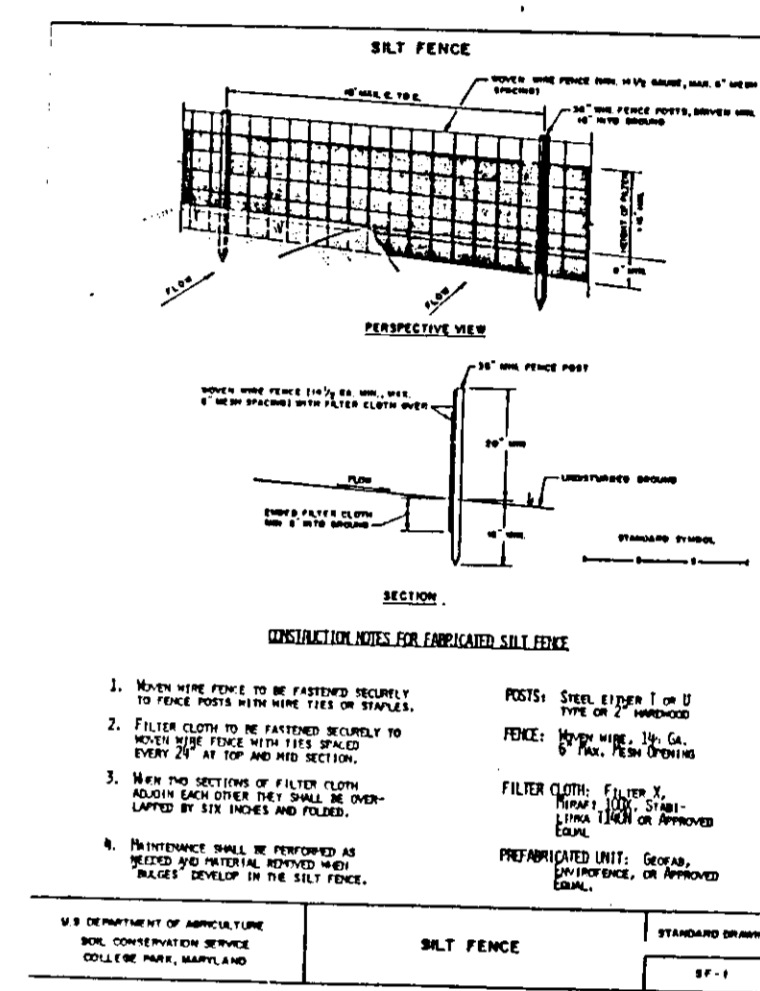 SILT FENCE
WOVEN WIRE FENCE (MIN. 14 1/2 GAUGE, MAX. 6" MESH
SPACING)
10' MAX. C. TO C.
36" MIN. FENCE POSTS, DRIVEN MIN.
16" INTO GROUND
HEIGHT OF FILTER
= 16" MIN.
8" MIN.
FLOW
FLOW
PERSPECTIVE VIEW
36" MIN. FENCE POST
WOVEN WIRE FENCE (14 1/2 GA. MIN., MAX.
6" MESH SPACING) WITH FILTER CLOTH OVER
20" MIN
FLOW
UNDISTURBED GROUND
EMBED FILTER CLOTH
MIN 8" INTO GROUND
16" MIN.
STANDARD SYMBOL
SECTION
CONSTRUCTION NOTES FOR FABRICATED SILT FENCE
1. WOVEN WIRE FENCE TO BE FASTENED SECURELY
TO FENCE POSTS WITH WIRE TIES OR STAPLES.
2. FILTER CLOTH TO BE FASTENED SECURELY TO
WOVEN WIRE FENCE WITH TIES SPACED
EVERY 24" AT TOP AND MID SECTION.
3. WHEN TWO SECTIONS OF FILTER CLOTH
ADJOIN EACH OTHER THEY SHALL BE OVER-
LAPPED BY SIX INCHES AND FOLDED.
4. MAINTENANCE SHALL BE PERFORMED AS
NEEDED AND MATERIAL REMOVED WHEN
"BULGES" DEVELOP IN THE SILT FENCE.
POSTS: STEEL EITHER T OR U
TYPE OR 2" HARDWOOD
FENCE: WOVEN WIRE, GA.
6" MAX. MESH OPENING
FILTER CLOTH: FILTER X,
MIRAFI 100X, STABI-
LINKA T140N OR APPROVED
EQUAL
PREFABRICATED UNIT: GEOFAB,
ENVIROFENCE, OR APPROVED
EQUAL.
U.S DEPARTMENT OF AGRICULTURE
SOIL CONSERVATION SERVICE
COLLEGE PARK, MARYLAND
SILT FENCE
STANDARD DRAWN
SF-1